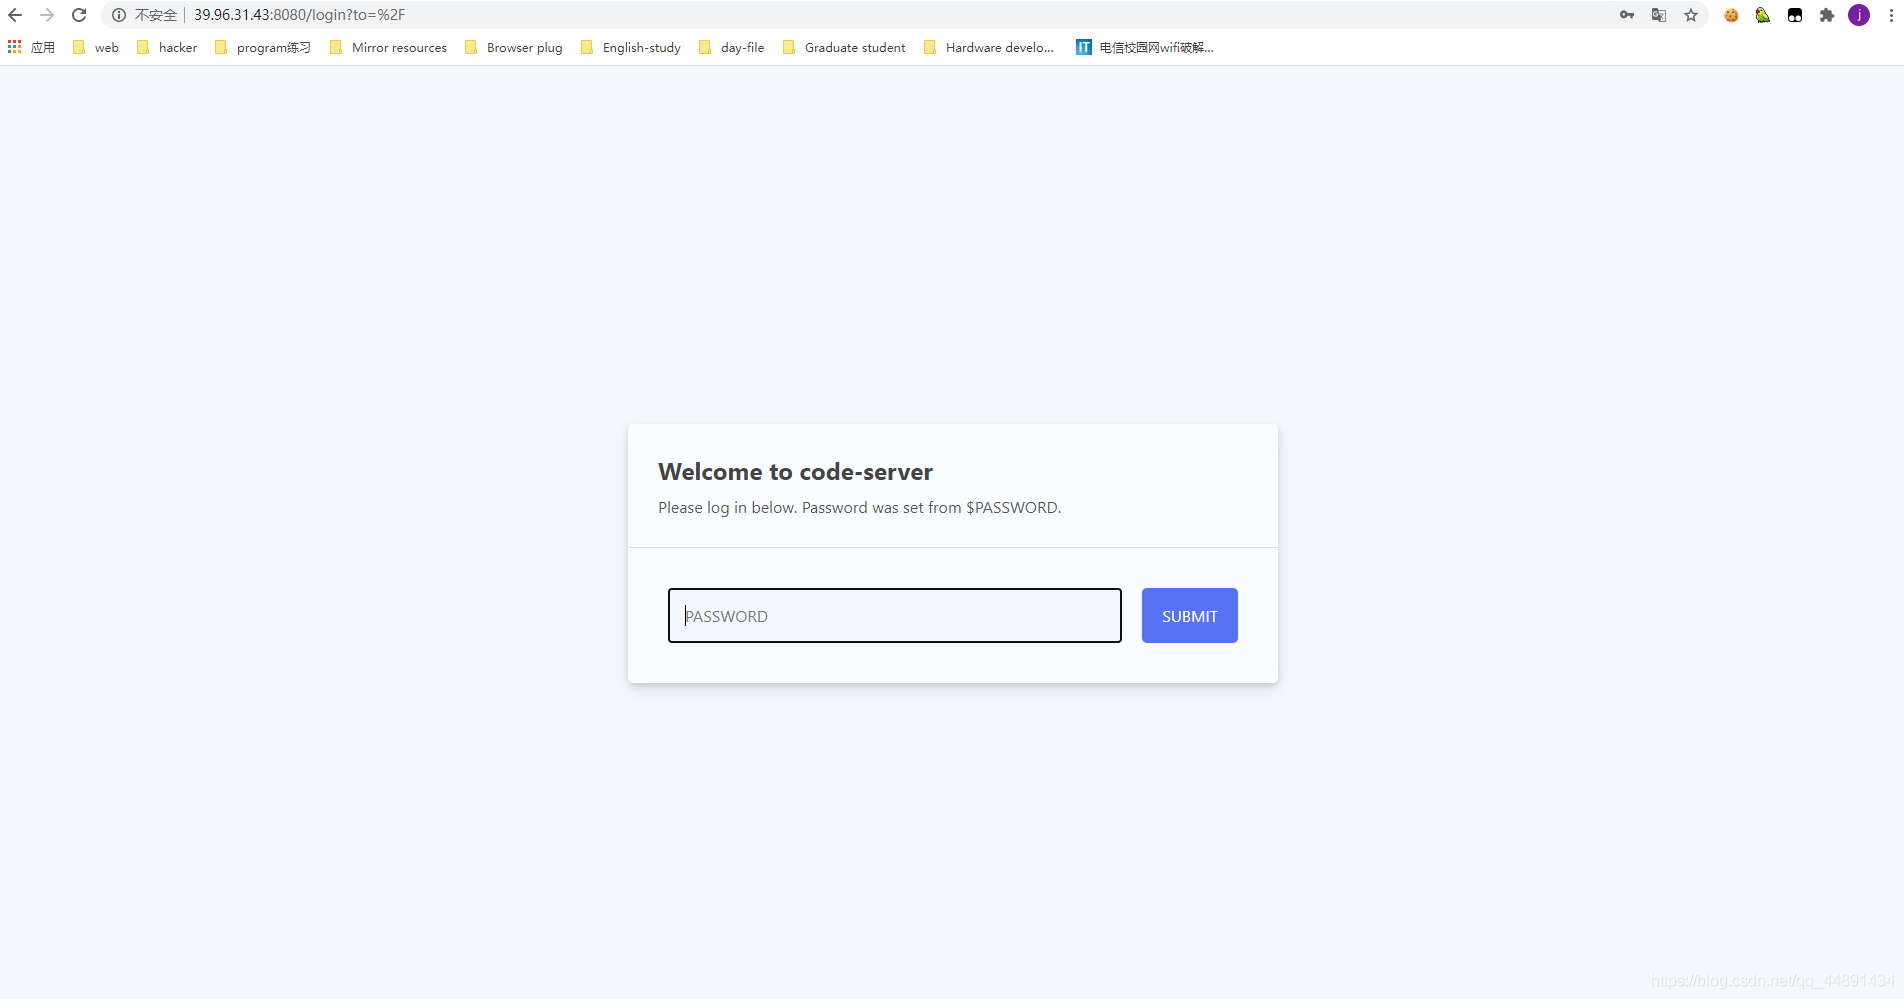 不安全 39.96.31.43:8080/login?to=%2F
j
应用 web hacker program练习 Mirror resources Browser plug English-study day-file Graduate student Hardware develo... IT 电信校园网wifi破解...
Welcome to code-server
Please log in below. Password was set from $PASSWORD.
PASSWORD SUBMIT
https://blog.csdn.net/qq_44891434